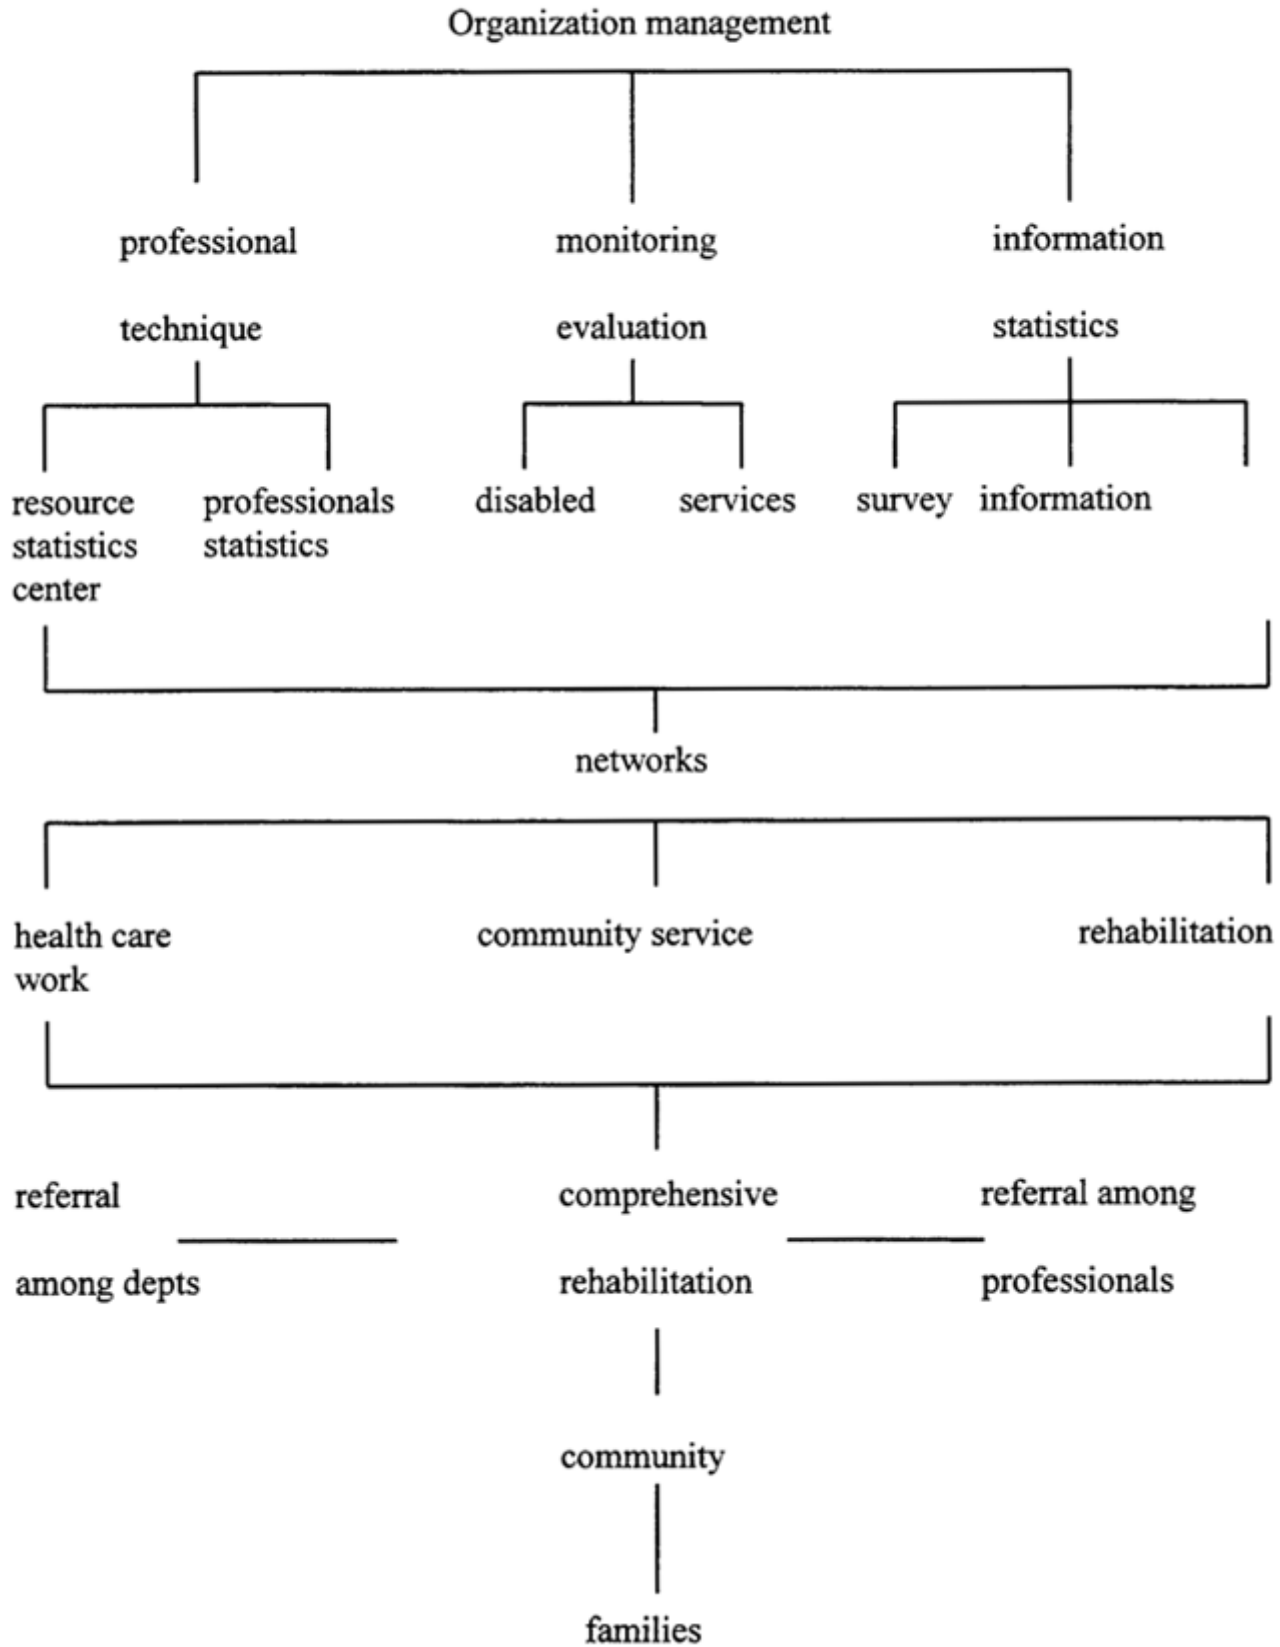 Organization management
professional monitoring information
technique evaluation statistics
resource professionals disabled services survey information
statistics statistics
center
networks
health care community service rehabilitation
work
referral comprehensive referral among
among depts rehabilitation professionals
community
families